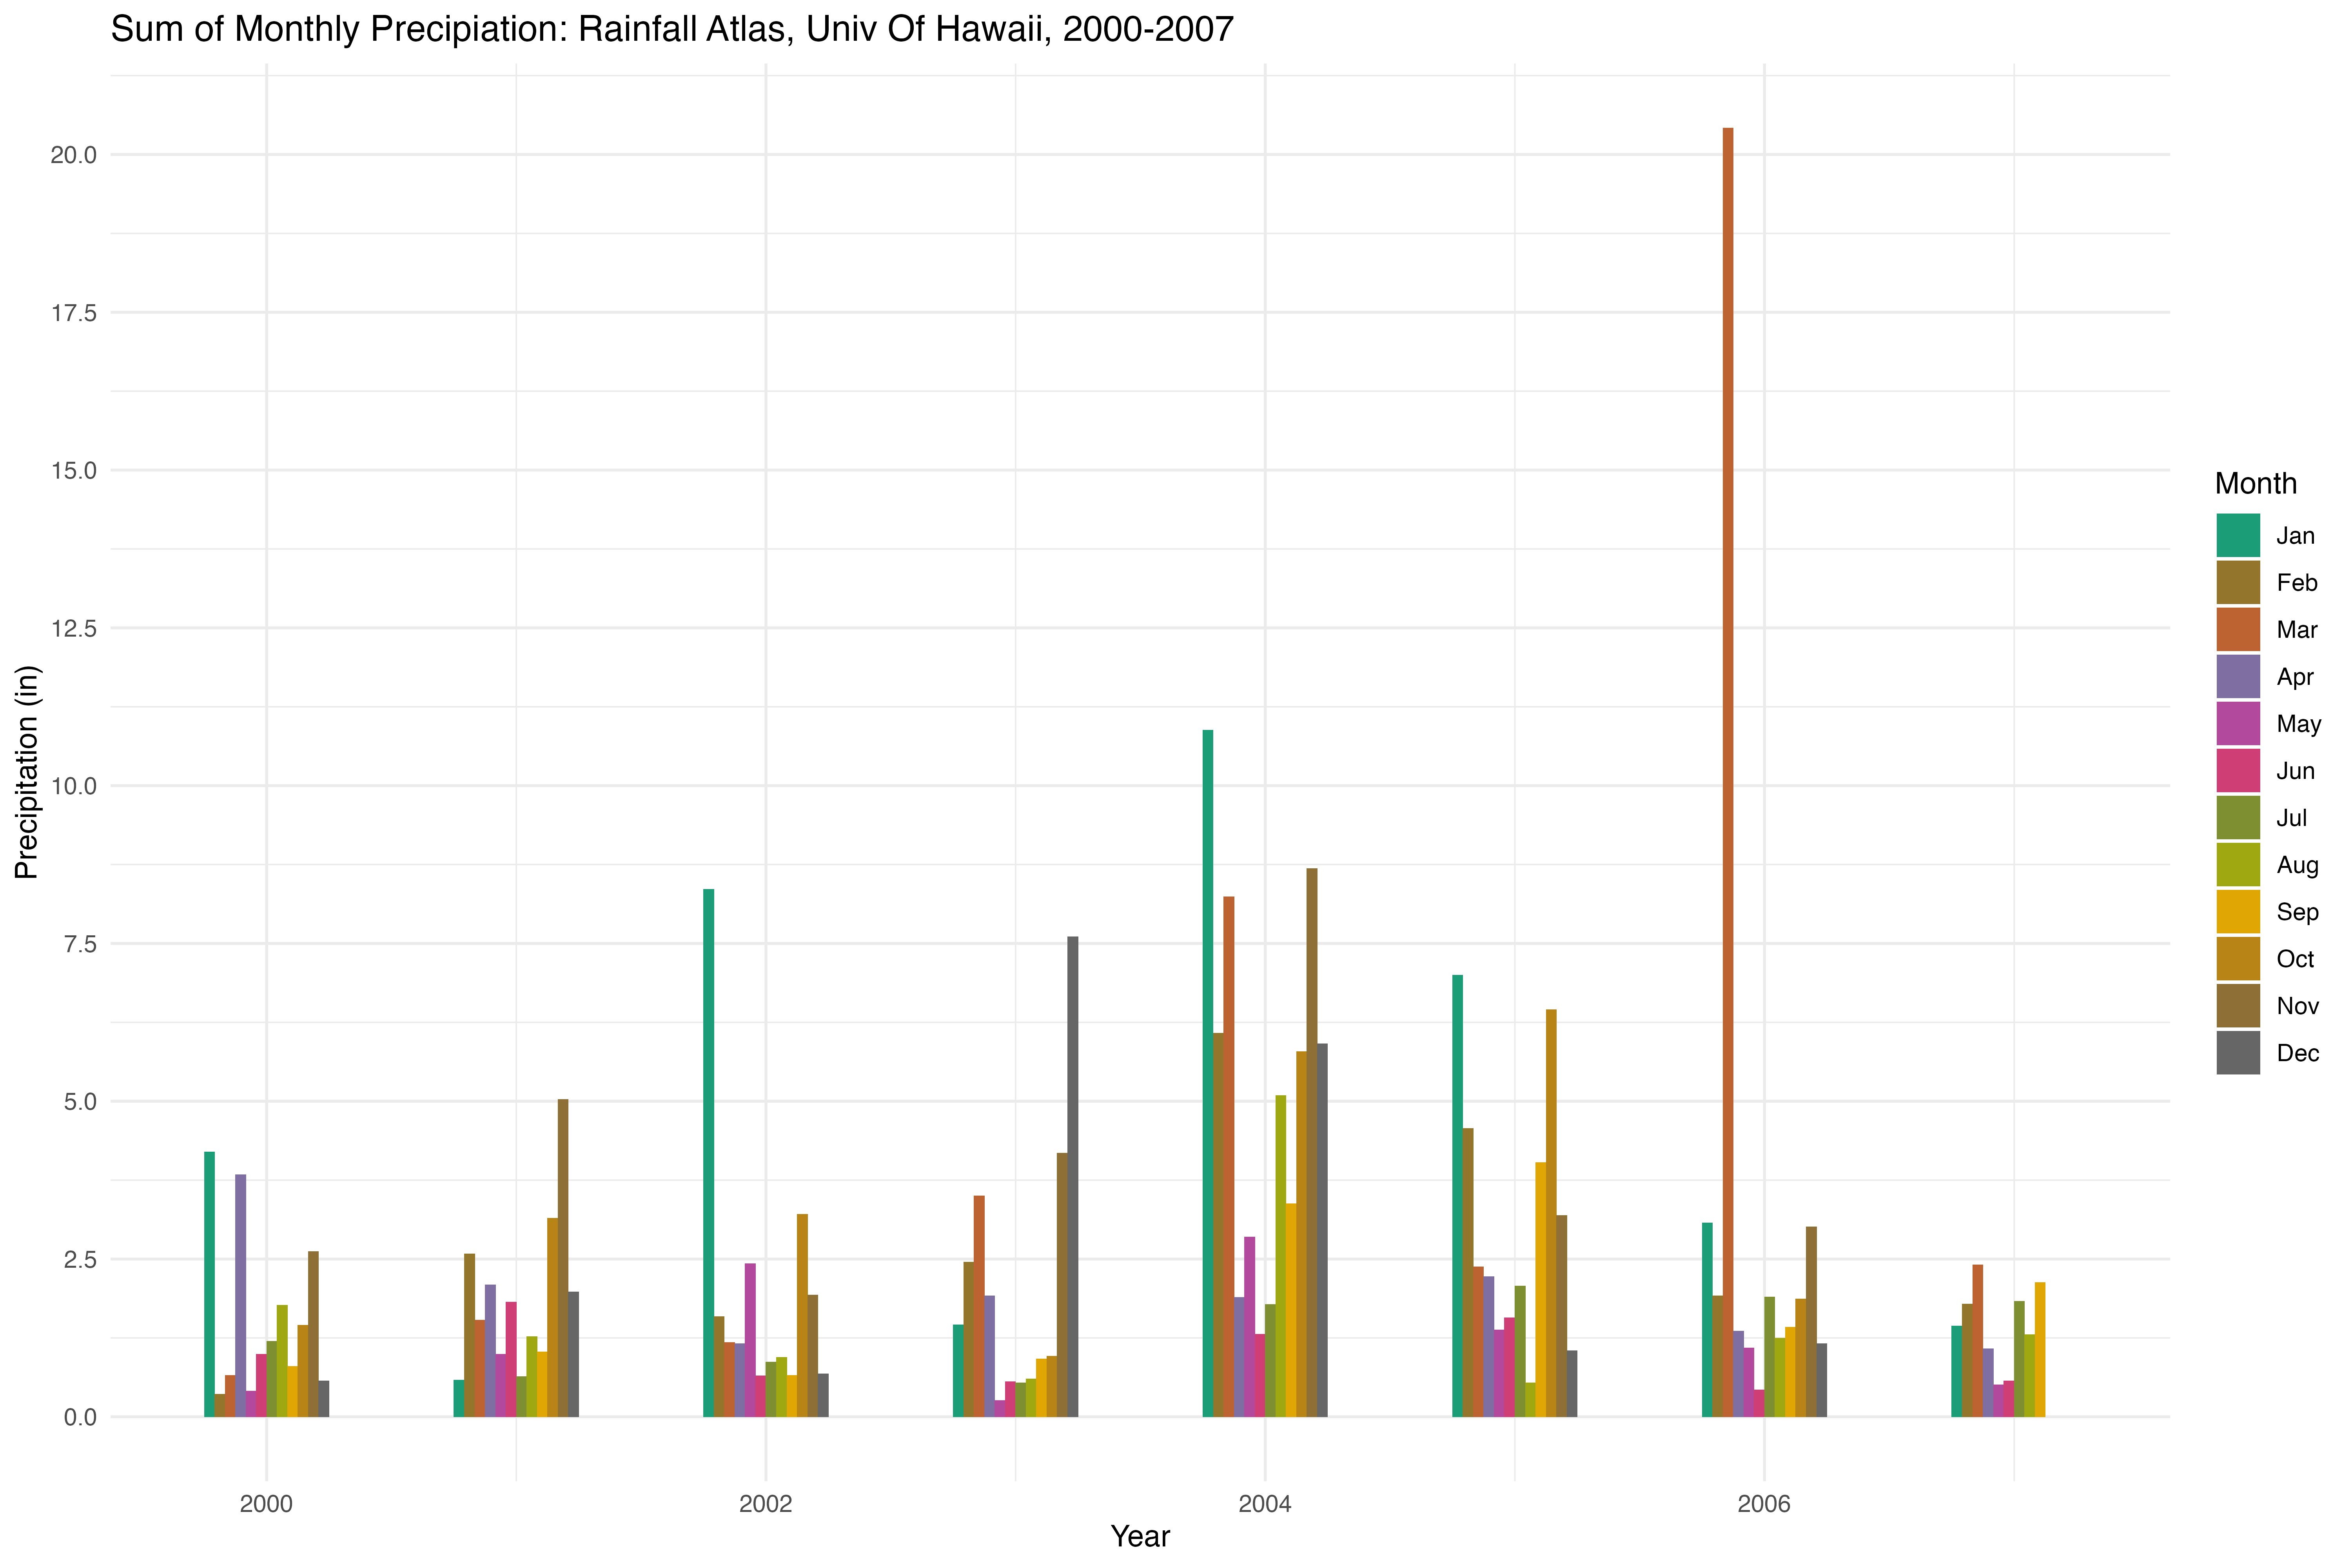 Sum of Monthly Precipiation: Rainfall Atlas, Univ Of Hawaii, 2000-2007
20.0
17.5
15.0
12.5
10.0
7.5
5.0
2.5
0.0
Precipitation (in)
2000
2002
2004
2006
Year
Month
Jan
Feb
Mar
Apr
May
Jun
Jul
Aug
Sep
Oct
Nov
Dec